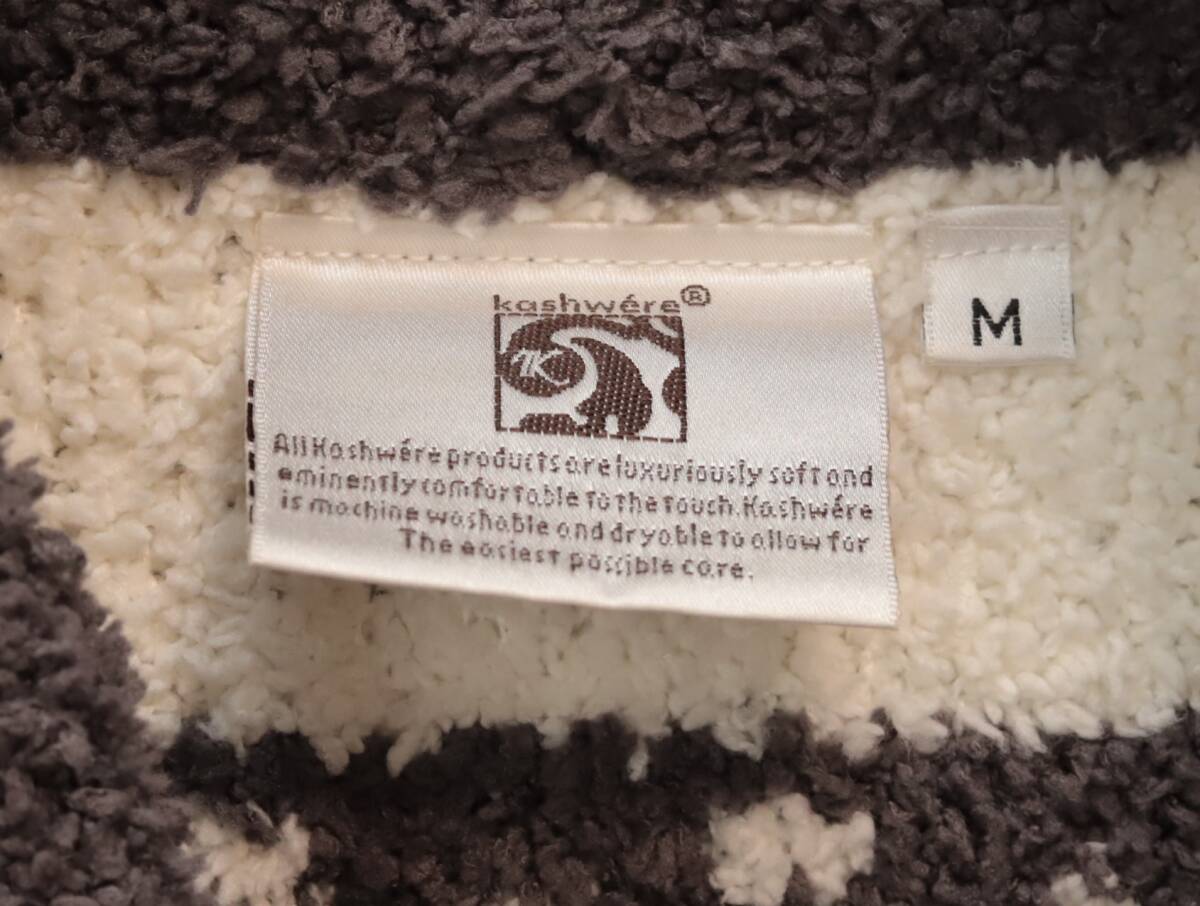 kashwére®
K
All Kashwére products are luxuriously soft and
eminently comfortable to the touch. Kashwére
is machine washable and dryable to allow for
The easiest possible care.
M